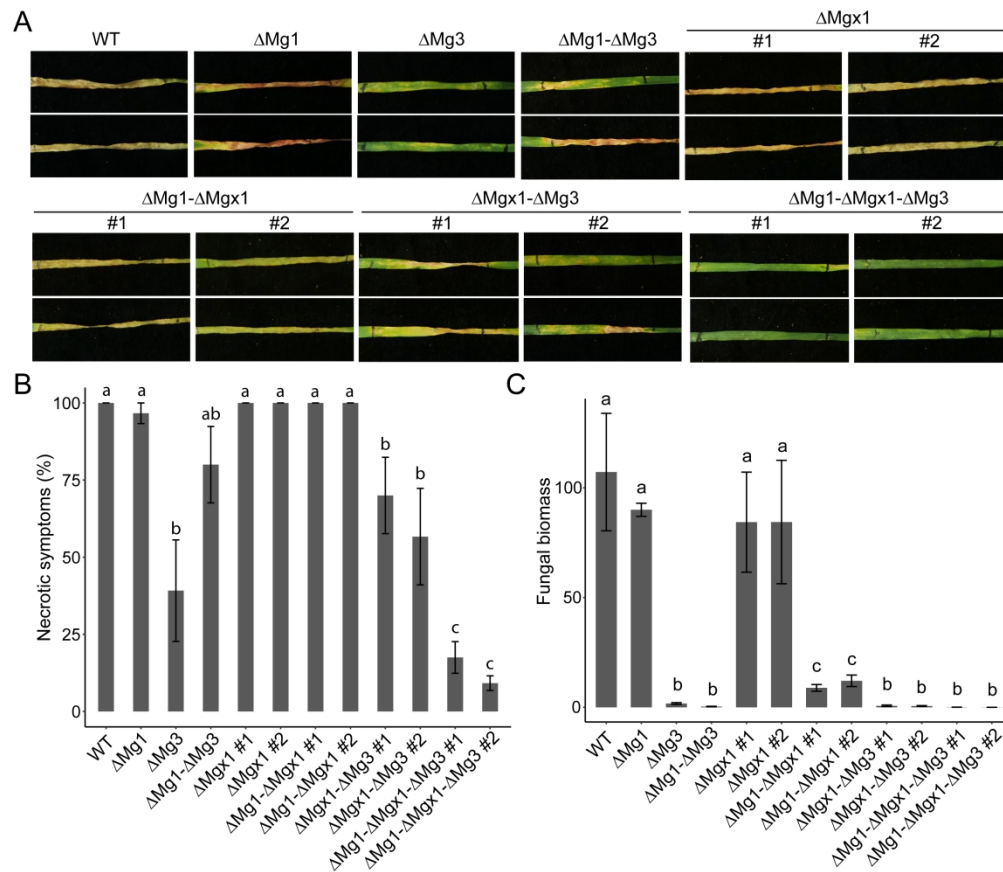 A
WT
ΔMg1
ΔMg3
ΔMg1-ΔMg3
ΔMgx1
#1
#2
ΔMg1-ΔMgx1
ΔMgx1-ΔMg3
ΔMg1-ΔMgx1-ΔMg3
#1
#2
#1
#2
#1
#2
B
Necrotic symptoms (%)
100
75
50
25
0
a
a
b
ab
a
a
a
a
b
b
c
c
WT
ΔMg1
ΔMg3
ΔMg1-ΔMg3
ΔMgx1 #1
ΔMgx1 #2
ΔMg1-ΔMgx1 #1
ΔMg1-ΔMgx1 #2
ΔMgx1-ΔMg3 #1
ΔMgx1-ΔMg3 #2
ΔMg1-ΔMgx1-ΔMg3 #1
ΔMg1-ΔMgx1-ΔMg3 #2
C
Fungal biomass
100
50
0
a
a
b
b
a
a
c
c
b
b
b
b
WT
ΔMg1
ΔMg3
ΔMg1-ΔMg3
ΔMgx1 #1
ΔMgx1 #2
ΔMg1-ΔMgx1 #1
ΔMg1-ΔMgx1 #2
ΔMgx1-ΔMg3 #1
ΔMgx1-ΔMg3 #2
ΔMg1-ΔMgx1-ΔMg3 #1
ΔMg1-ΔMgx1-ΔMg3 #2